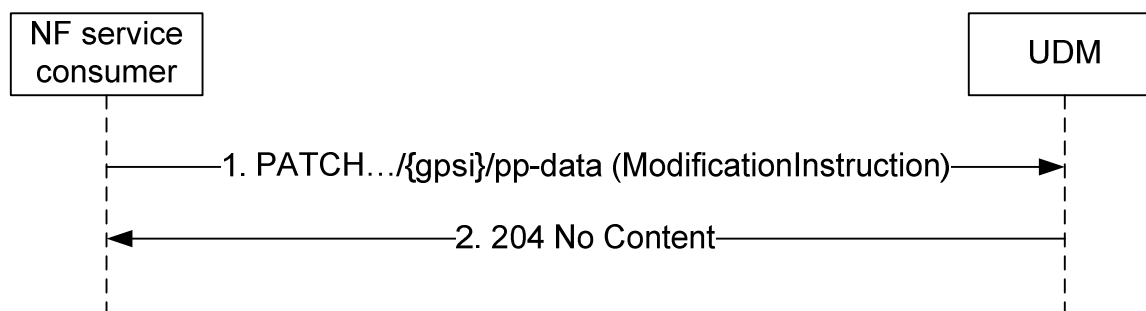 NF service
consumer
UDM
1. PATCH…/{gpsi}/pp-data (ModificationInstruction)
2. 204 No Content